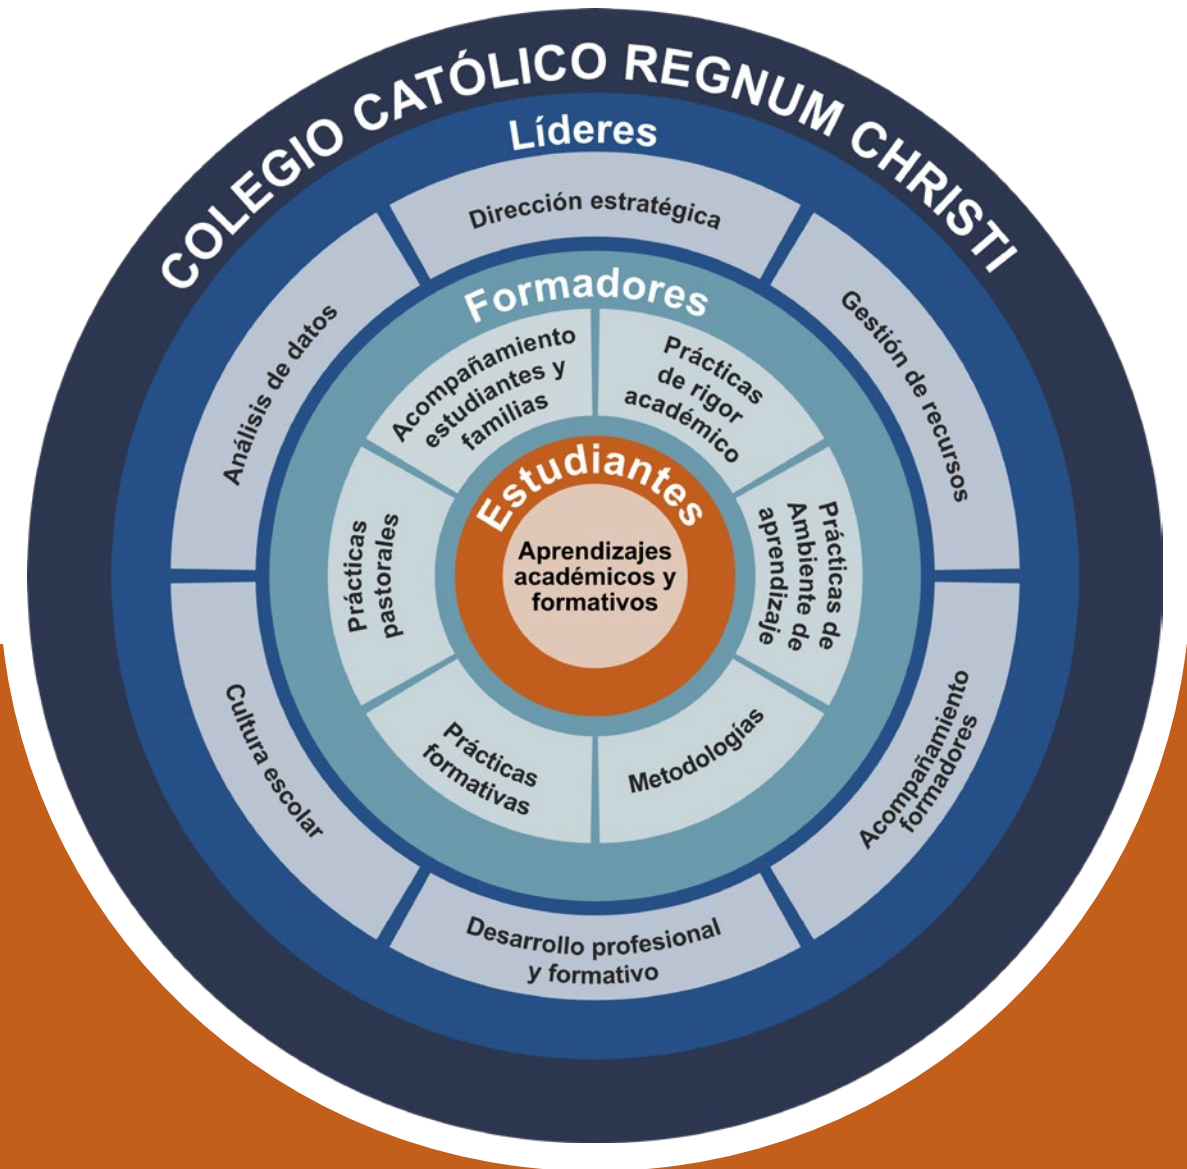 COLEGIO CATÓLICO REGNUM CHRISTI
Líderes
Dirección estratégica
Gestión de recursos
Acompañamiento
formadores
Desarrollo profesional
y formativo
Cultura escolar
Análisis de datos
Formadores
Acompañamiento
estudiantes y
familias
Prácticas
de rigor
académico
Prácticas de
Ambiente de
aprendizaje
Metodologías
Prácticas
formativas
Prácticas
pastorales
Estudiantes
Aprendizajes
académicos y
formativos